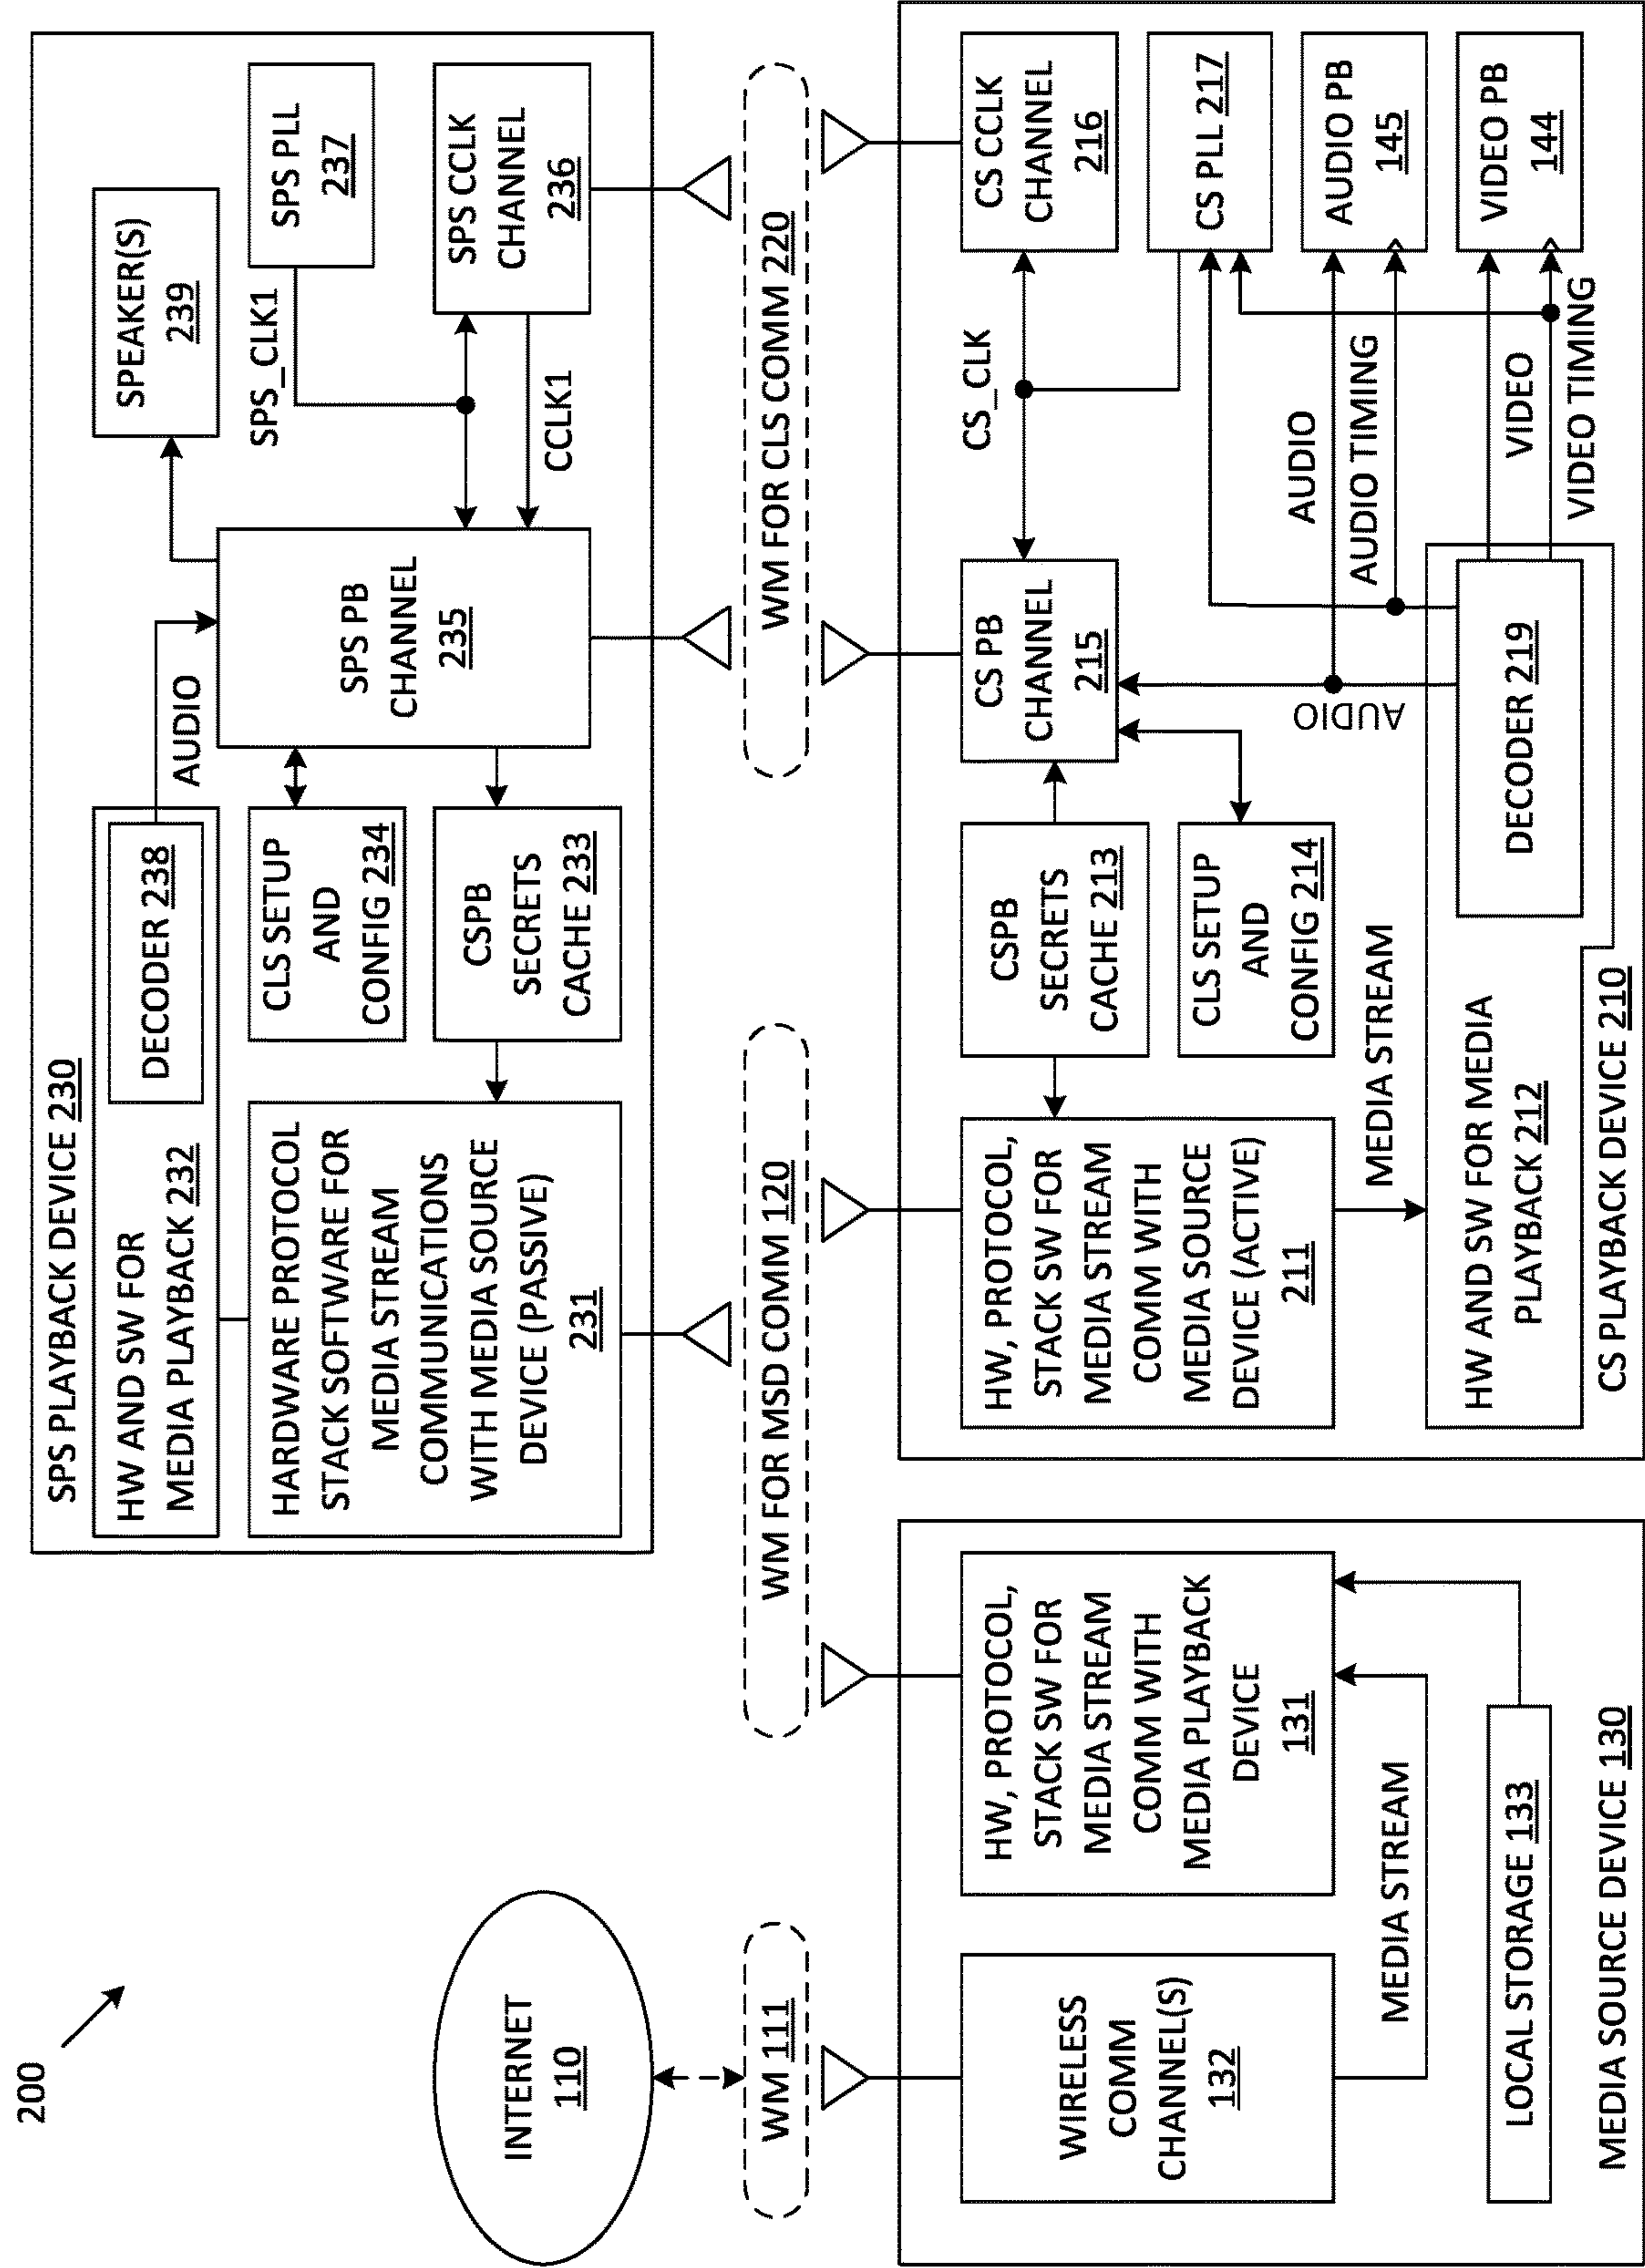 200
INTERNET
110
WM 111
WIRELESS
COMM
CHANNEL(S)
132
MEDIA STREAM
LOCAL STORAGE 133
MEDIA SOURCE DEVICE 130
HW, PROTOCOL,
STACK SW FOR
MEDIA STREAM
COMM WITH
MEDIA PLAYBACK
DEVICE
131
WM FOR MSD COMM 120
SPS PLAYBACK DEVICE 230
HW AND SW FOR
MEDIA PLAYBACK 232
DECODER 238
AUDIO
HARDWARE PROTOCOL
STACK SOFTWARE FOR
MEDIA STREAM
COMMUNICATIONS
WITH MEDIA SOURCE
DEVICE (PASSIVE)
231
CLS SETUP
AND
CONFIG 234
CSPB
SECRETS
CACHE 233
SPS PB
CHANNEL
235
SPEAKER(S)
239
SPS_CLK1
SPS PLL
237
CCLK1
SPS CCLK
CHANNEL
236
WM FOR CLS COMM 220
HW, PROTOCOL,
STACK SW FOR
MEDIA STREAM
COMM WITH
MEDIA SOURCE
DEVICE (ACTIVE)
211
MEDIA STREAM
CSPB
SECRETS
CACHE 213
CLS SETUP
AND
CONFIG 214
CS PB
CHANNEL
215
CS_CLK
CS CCLK
CHANNEL
216
CS PLL 217
AUDIO
AUDIO
AUDIO TIMING
AUDIO PB
145
VIDEO
VIDEO TIMING
VIDEO PB
144
HW AND SW FOR MEDIA
PLAYBACK 212
DECODER 219
CS PLAYBACK DEVICE 210